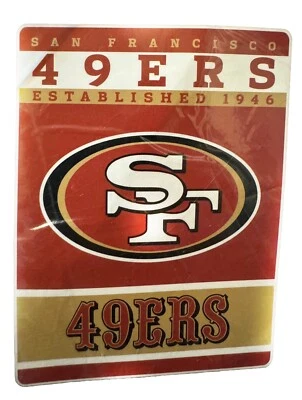 SAN FRANCISCO
49ERS
ESTABLISHED 1946
SF
49ERS